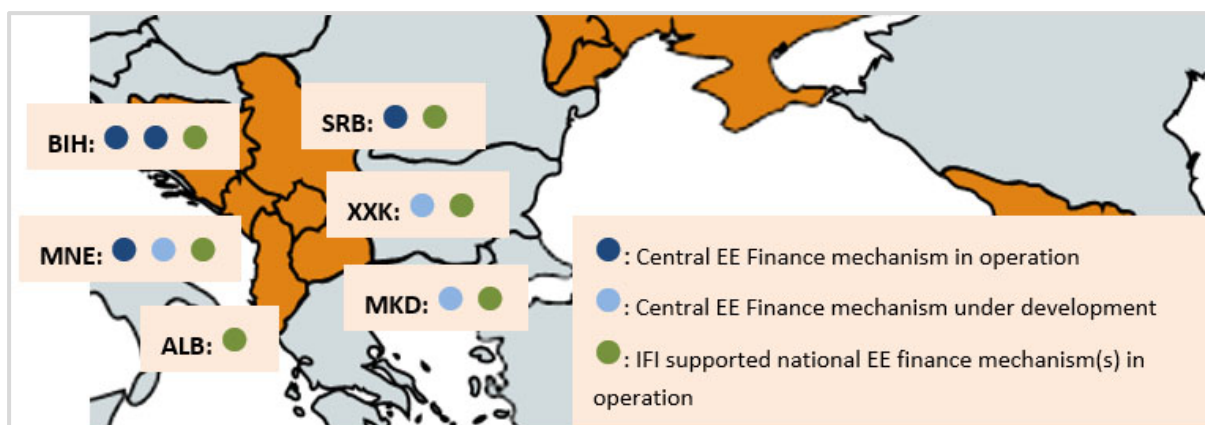 SRB:
BIH:
XXK:
MNE:
MKD:
ALB:
: Central EE Finance mechanism in operation
: Central EE Finance mechanism under development
: IFI supported national EE finance mechanism(s) in
operation